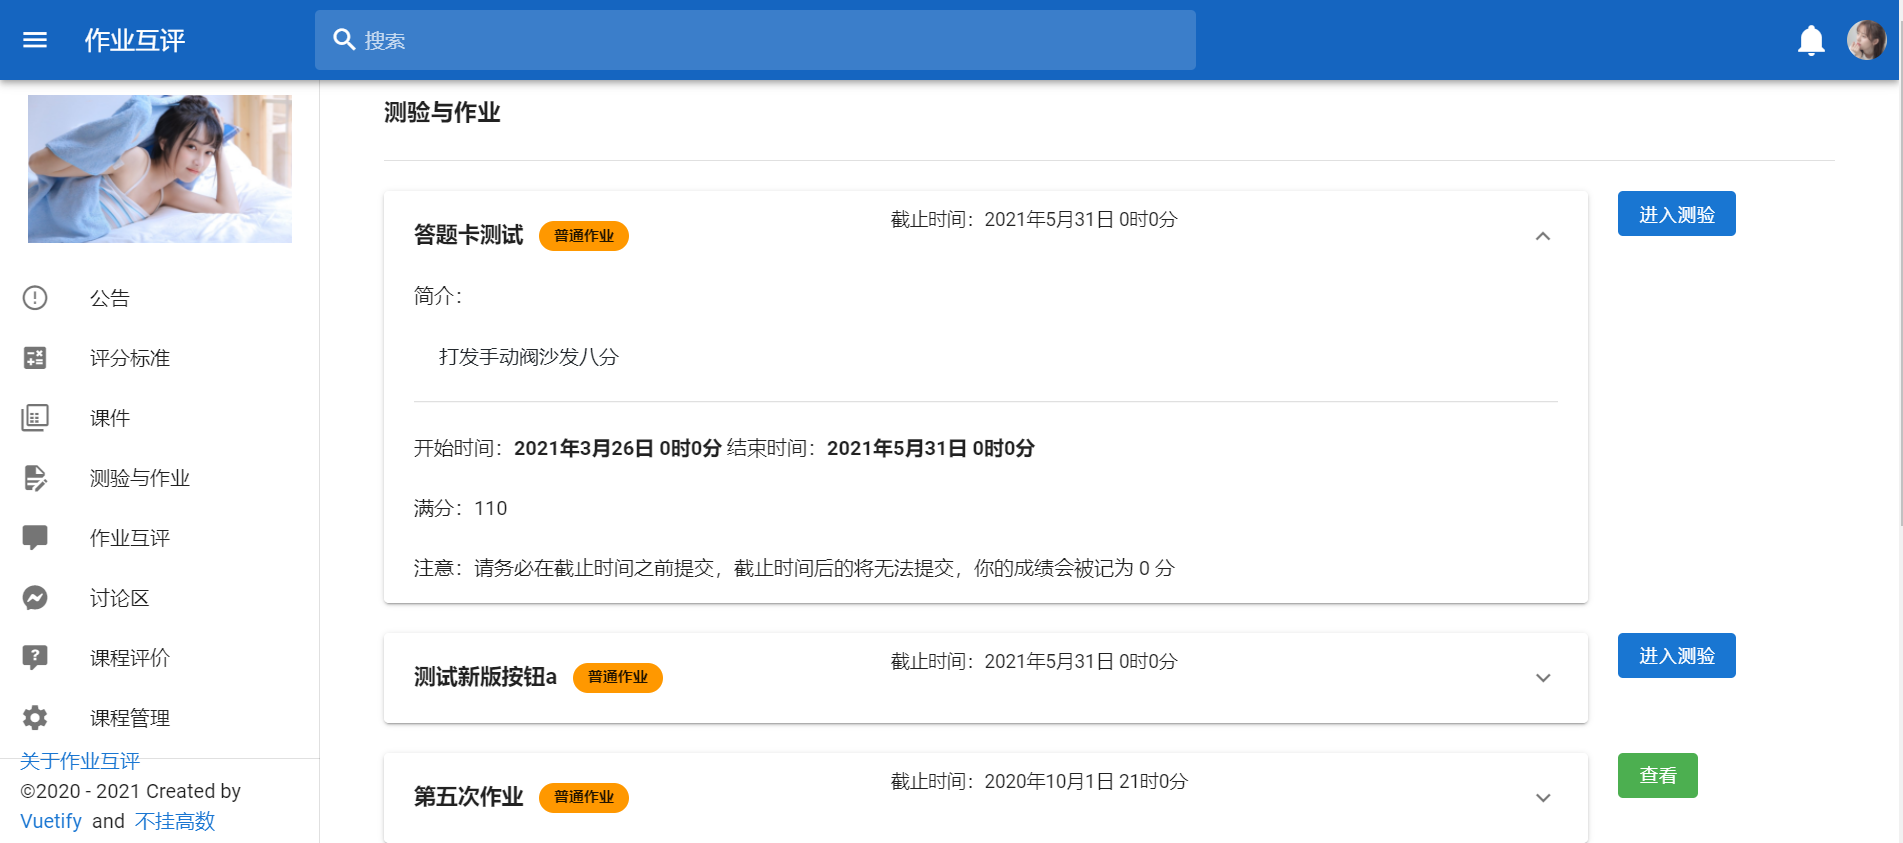 作业互评
搜索
公告
评分标准
课件
测验与作业
作业互评
讨论区
课程评价
课程管理
关于作业互评
©2020 - 2021 Created by
Vuetify and 不挂高数
测验与作业
答题卡测试 普通作业 截止时间：2021年5月31日 0时0分
进入测验
简介：
打发手动阀沙发八分
开始时间：2021年3月26日 0时0分 结束时间：2021年5月31日 0时0分
满分：110
注意：请务必在截止时间之前提交，截止时间后的将无法提交，你的成绩会被记为 0 分
测试新版按钮a 普通作业 截止时间：2021年5月31日 0时0分
进入测验
第五次作业 普通作业 截止时间：2020年10月1日 21时0分
查看